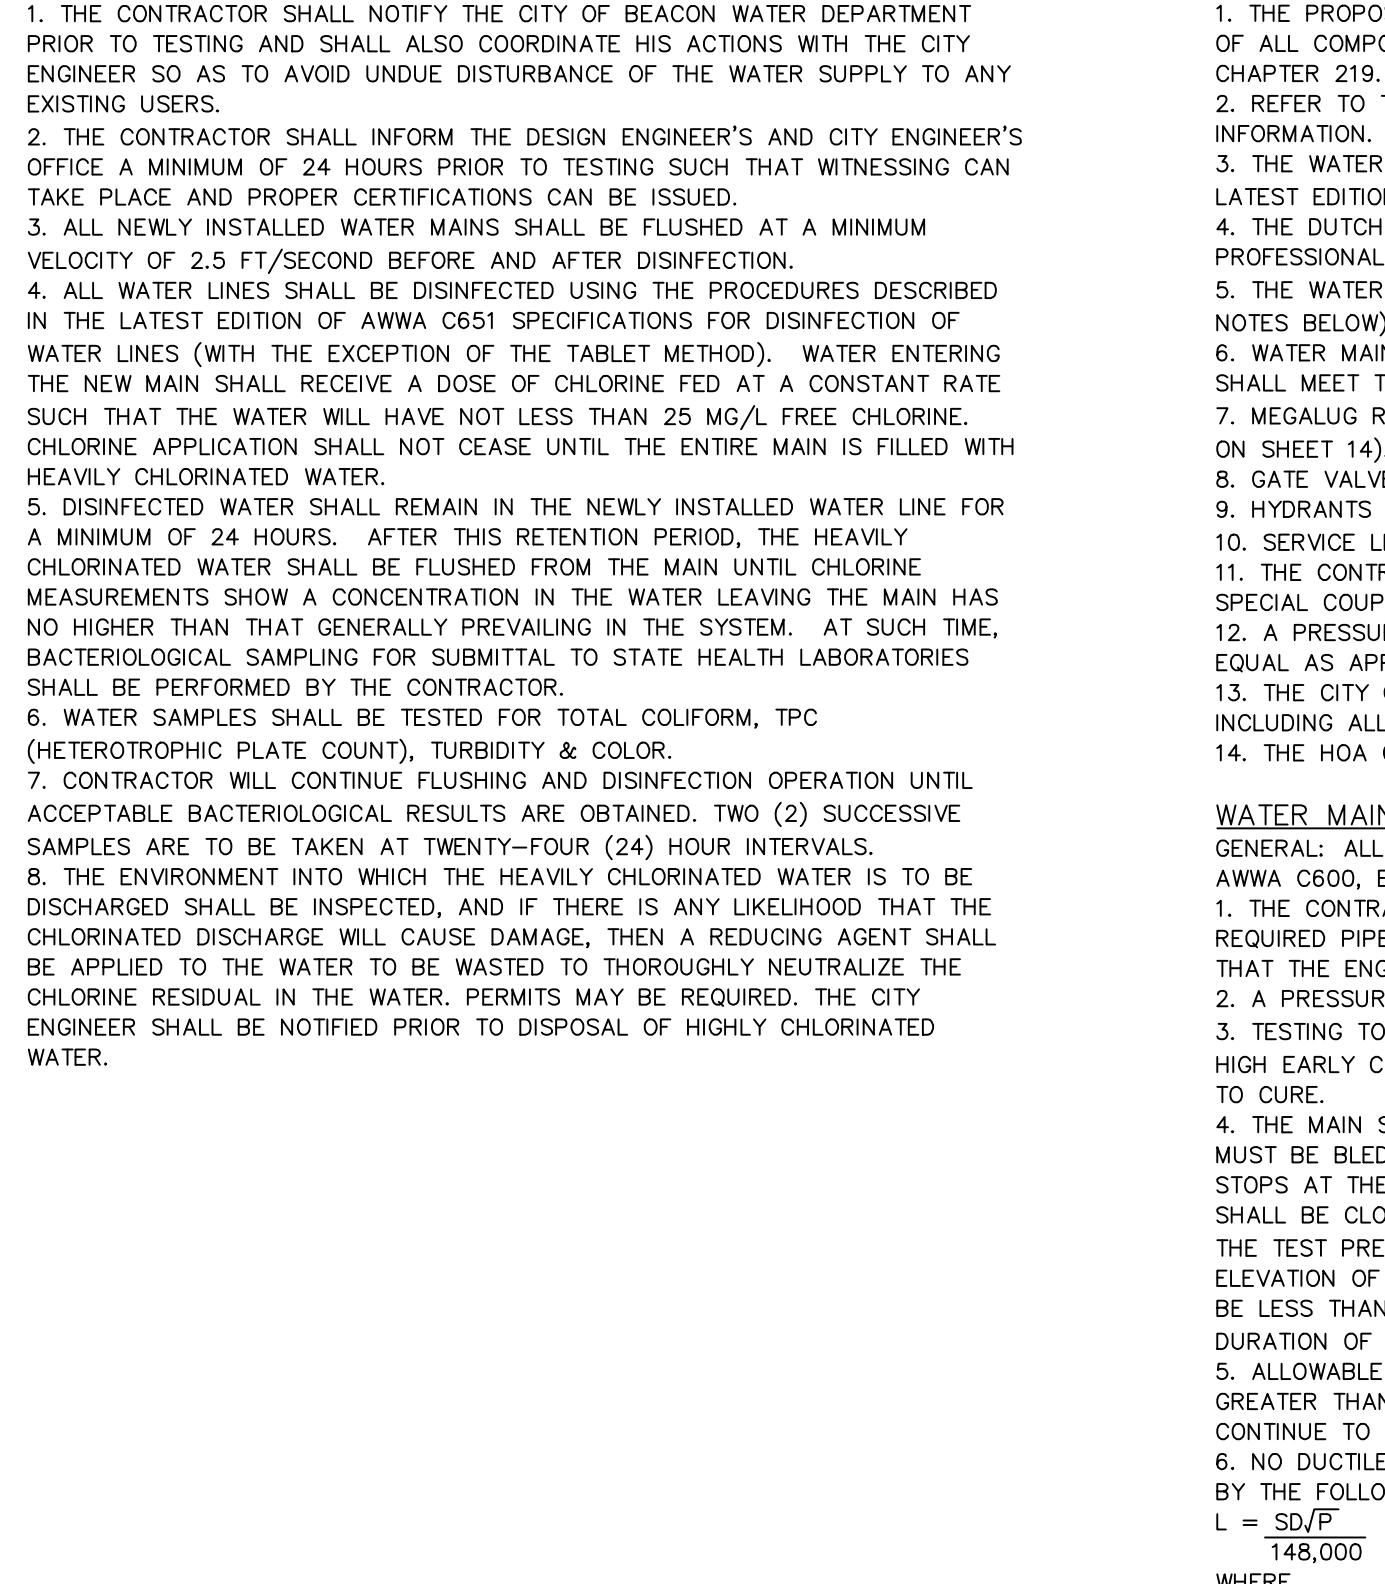 1. THE CONTRACTOR SHALL NOTIFY THE CITY OF BEACON WATER DEPARTMENT
PRIOR TO TESTING AND SHALL ALSO COORDINATE HIS ACTIONS WITH THE CITY
ENGINEER SO AS TO AVOID UNDUE DISTURBANCE OF THE WATER SUPPLY TO ANY
EXISTING USERS.
2. THE CONTRACTOR SHALL INFORM THE DESIGN ENGINEER'S AND CITY ENGINEER'S
OFFICE A MINIMUM OF 24 HOURS PRIOR TO TESTING SUCH THAT WITNESSING CAN
TAKE PLACE AND PROPER CERTIFICATIONS CAN BE ISSUED.
3. ALL NEWLY INSTALLED WATER MAINS SHALL BE FLUSHED AT A MINIMUM
VELOCITY OF 2.5 FT/SECOND BEFORE AND AFTER DISINFECTION.
4. ALL WATER LINES SHALL BE DISINFECTED USING THE PROCEDURES DESCRIBED
IN THE LATEST EDITION OF AWWA C651 SPECIFICATIONS FOR DISINFECTION OF
WATER LINES (WITH THE EXCEPTION OF THE TABLET METHOD). WATER ENTERING
THE NEW MAIN SHALL RECEIVE A DOSE OF CHLORINE FED AT A CONSTANT RATE
SUCH THAT THE WATER WILL HAVE NOT LESS THAN 25 MG/L FREE CHLORINE.
CHLORINE APPLICATION SHALL NOT CEASE UNTIL THE ENTIRE MAIN IS FILLED WITH
HEAVILY CHLORINATED WATER.
5. DISINFECTED WATER SHALL REMAIN IN THE NEWLY INSTALLED WATER LINE FOR
A MINIMUM OF 24 HOURS. AFTER THIS RETENTION PERIOD, THE HEAVILY
CHLORINATED WATER SHALL BE FLUSHED FROM THE MAIN UNTIL CHLORINE
MEASUREMENTS SHOW A CONCENTRATION IN THE WATER LEAVING THE MAIN HAS
NO HIGHER THAN THAT GENERALLY PREVAILING IN THE SYSTEM. AT SUCH TIME,
BACTERIOLOGICAL SAMPLING FOR SUBMITTAL TO STATE HEALTH LABORATORIES
SHALL BE PERFORMED BY THE CONTRACTOR.
6. WATER SAMPLES SHALL BE TESTED FOR TOTAL COLIFORM, TPC
(HETEROTROPHIC PLATE COUNT), TURBIDITY & COLOR.
7. CONTRACTOR WILL CONTINUE FLUSHING AND DISINFECTION OPERATION UNTIL
ACCEPTABLE BACTERIOLOGICAL RESULTS ARE OBTAINED. TWO (2) SUCCESSIVE
SAMPLES ARE TO BE TAKEN AT TWENTY-FOUR (24) HOUR INTERVALS.
8. THE ENVIRONMENT INTO WHICH THE HEAVILY CHLORINATED WATER IS TO BE
DISCHARGED SHALL BE INSPECTED, AND IF THERE IS ANY LIKELIHOOD THAT THE
CHLORINATED DISCHARGE WILL CAUSE DAMAGE, THEN A REDUCING AGENT SHALL
BE APPLIED TO THE WATER TO BE WASTED TO THOROUGHLY NEUTRALIZE THE
CHLORINE RESIDUAL IN THE WATER. PERMITS MAY BE REQUIRED. THE CITY
ENGINEER SHALL BE NOTIFIED PRIOR TO DISPOSAL OF HIGHLY CHLORINATED
WATER.
1. THE
OF ALL
CHAPTER 219.
2. REFER TO
INFORMATION.
3. THE WATER
LATEST
4. THE DUTCH
PROFESSIONAL
5. THE WATER
NOTES BELOW)
6. WATER
SHALL MEET
7. MEGALUG
ON SHEET 14)
8. GATE
9. HYDRANTS
10. SERVICE
11. THE
SPECIAL
12. A
EQUAL AS
13. THE CITY
INCLUDING ALL
14. THE HOA
WATER
GENERAL: ALL
AWWA C600,
1. THE
REQUIRED
THAT THE
2. A
3. TESTING TO
HIGH EARLY
TO CURE.
4. THE MAIN
MUST BE
STOPS AT THE
SHALL BE
THE TEST
ELEVATION OF
BE LESS THAN
DURATION OF
5. ALLOWABLE
GREATER THAN
CONTINUE TO
6. NO DUCTILE
BY THE
L = SD√P
148,000
WHERE